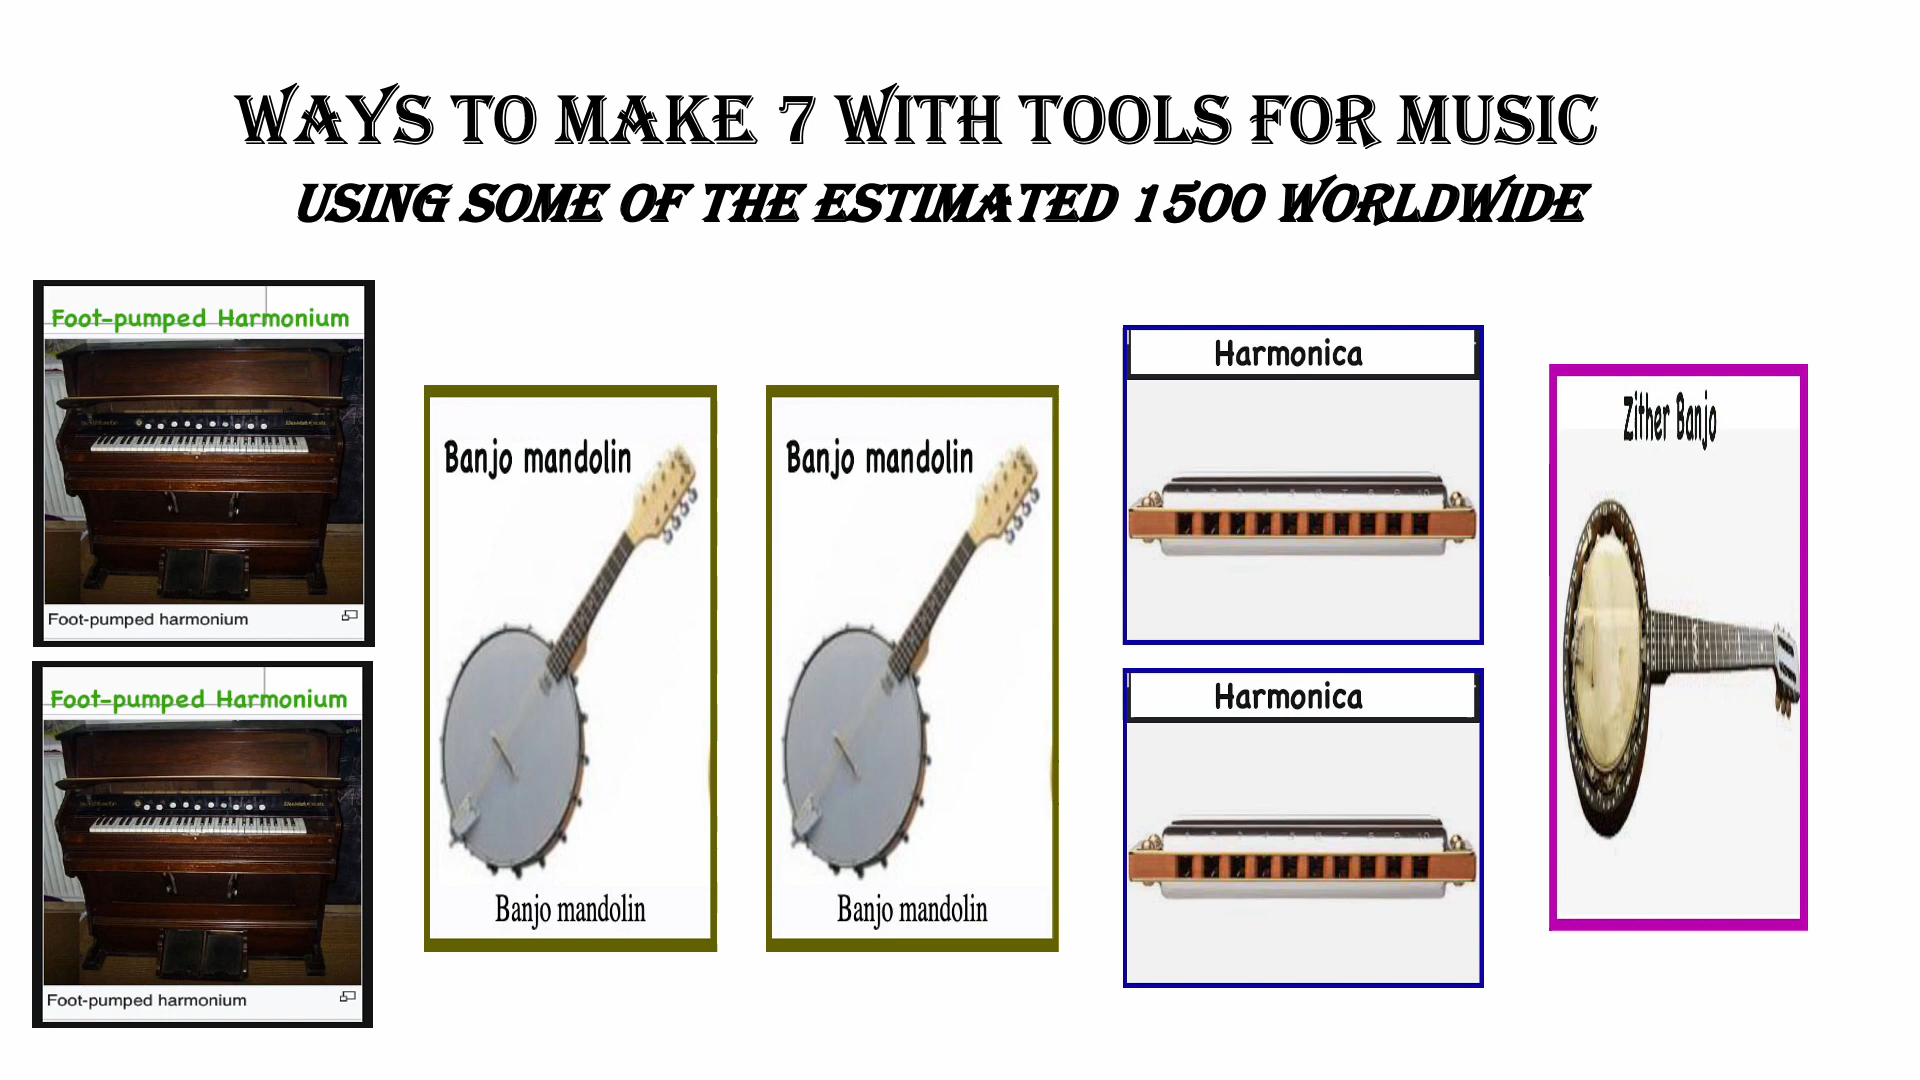 WAYS TO MAKE 7 WITH TOOLS FOR MUSIC
USING SOME OF THE ESTIMATED 1500 WORLDWIDE
Foot-pumped Harmonium
Foot-pumped harmonium
Foot-pumped Harmonium
Foot-pumped harmonium
Banjo mandolin
Banjo mandolin
Banjo mandolin
Banjo mandolin
Harmonica
Harmonica
Zither Banjo